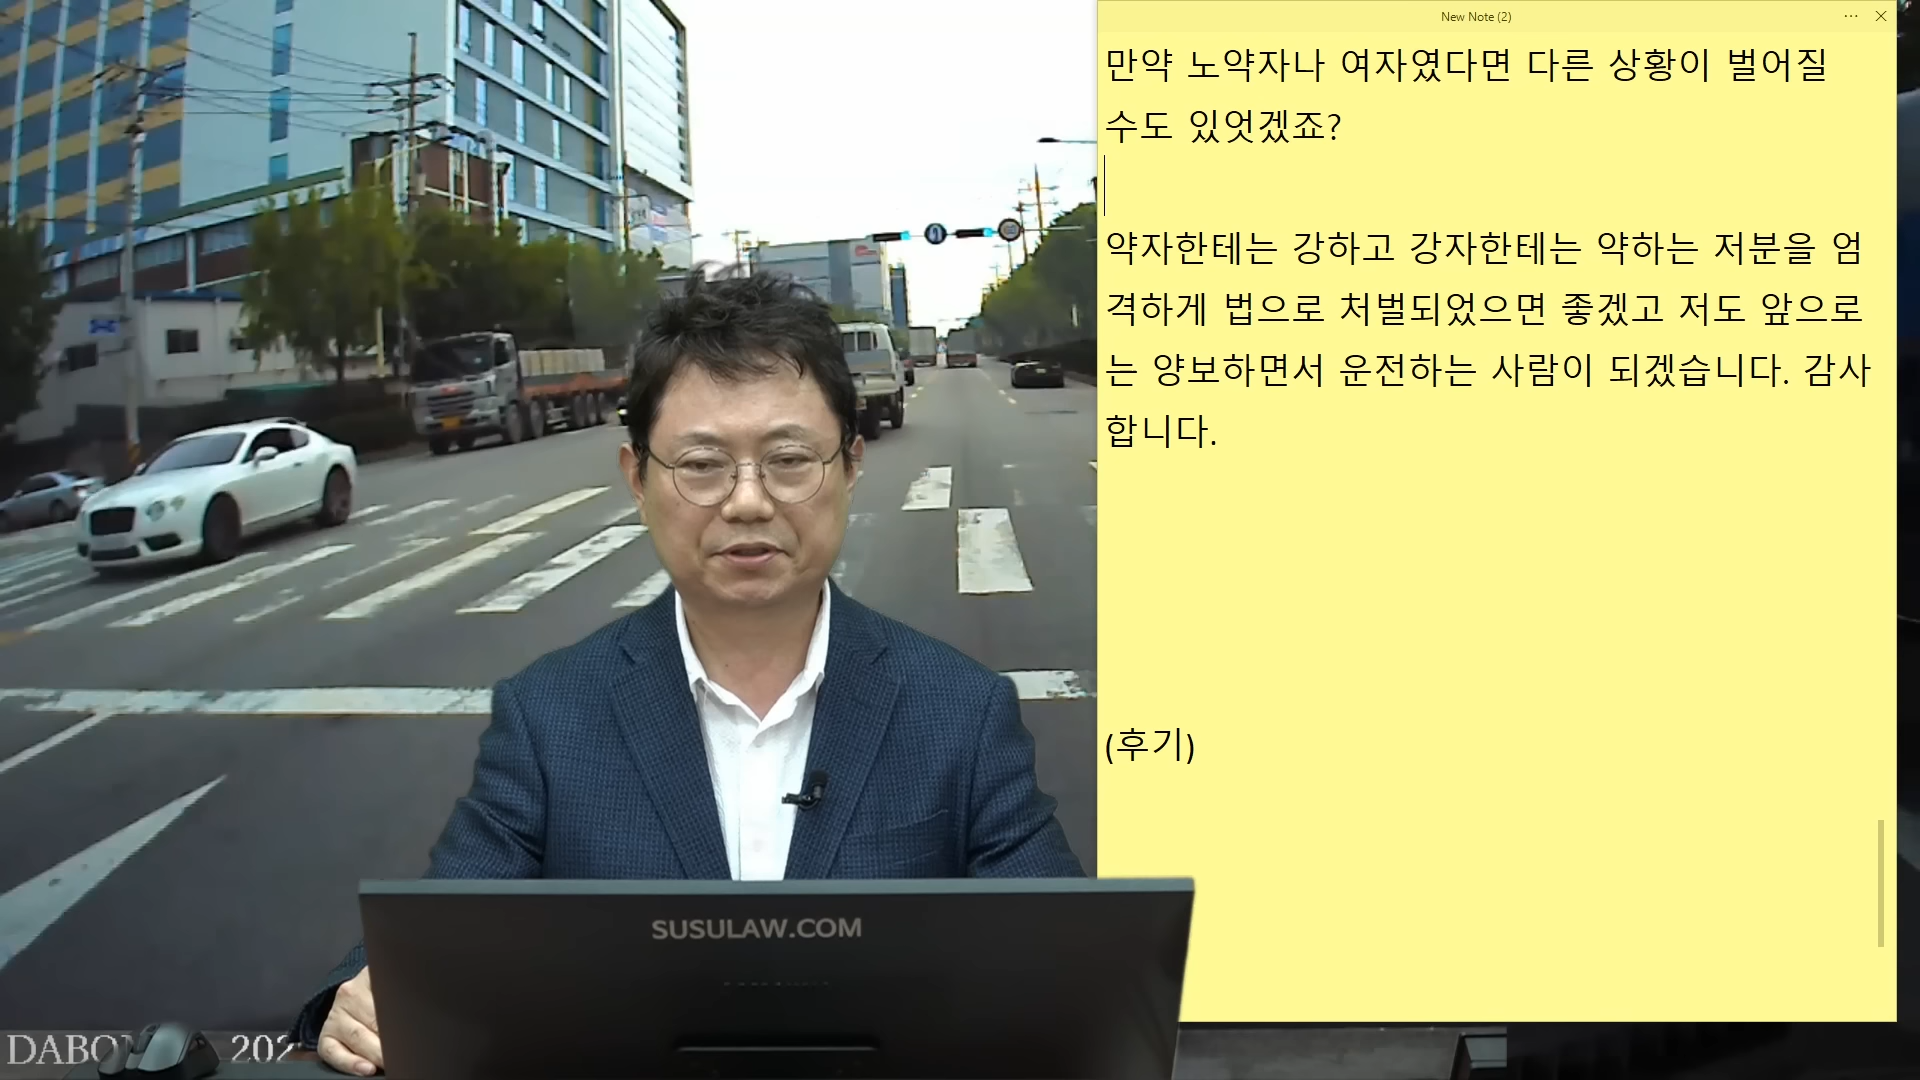 New Note (2)
만약 노약자나 여자였다면 다른 상황이 벌어질
수도 있엇겠죠?
약자한테는 강하고 강자한테는 약하는 저분을 엄
격하게 법으로 처벌되었으면 좋겠고 저도 앞으로
는 양보하면서 운전하는 사람이 되겠습니다. 감사
합니다.
(후기)
SUSULAW.COM
202